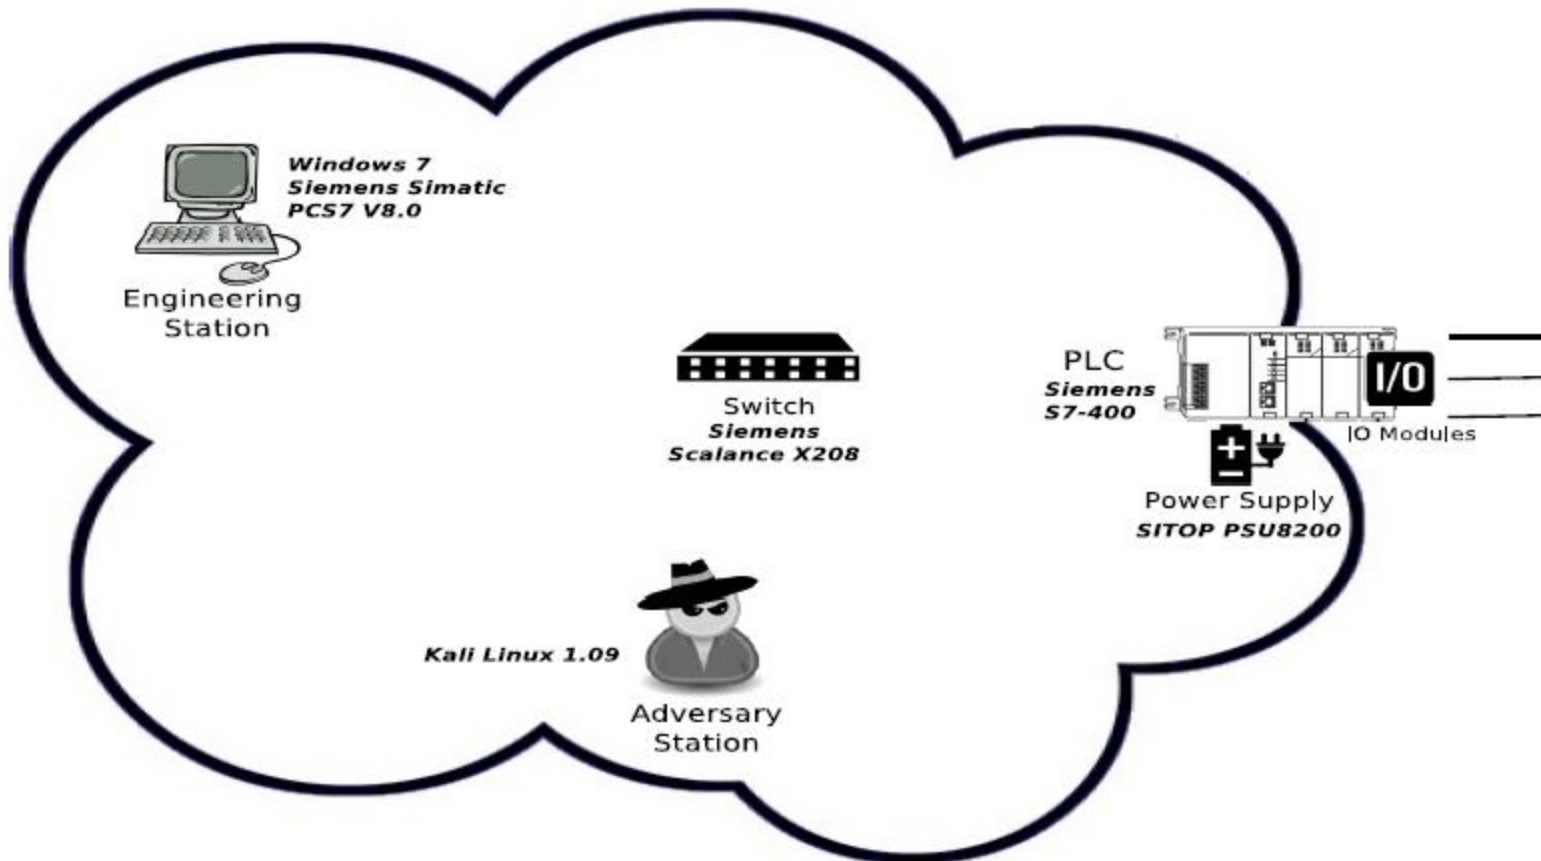 Windows 7
Siemens Simatic
PCS7 V8.0
Engineering
Station
Switch
Siemens
Scalance X208
PLC
Siemens
S7-400
I/O
IO Modules
+
−
Power Supply
SITOP PSU8200
Kali Linux 1.09
Adversary
Station